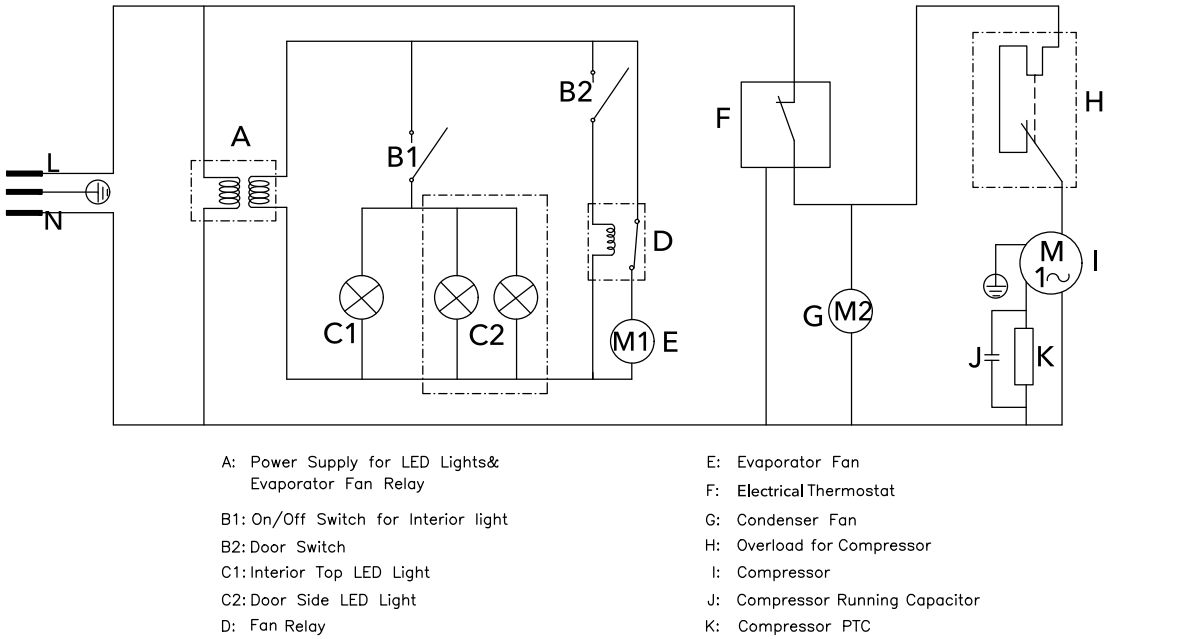 A
B2
F
H
L
B1
N
D
M
1~
I
C1
C2
M1
E
G
M2
J
K
A: Power Supply for LED Lights&
Evaporator Fan Relay
B1: On/Off Switch for Interior light
B2: Door Switch
C1: Interior Top LED Light
C2: Door Side LED Light
D: Fan Relay
E: Evaporator Fan
F: Electrical Thermostat
G: Condenser Fan
H: Overload for Compressor
I: Compressor
J: Compressor Running Capacitor
K: Compressor PTC